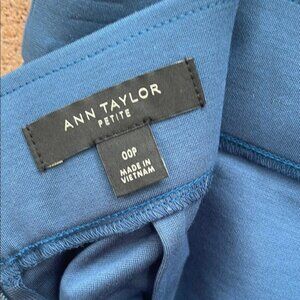 ANN TAYLOR
PETITE
00P
MADE IN
VIETNAM